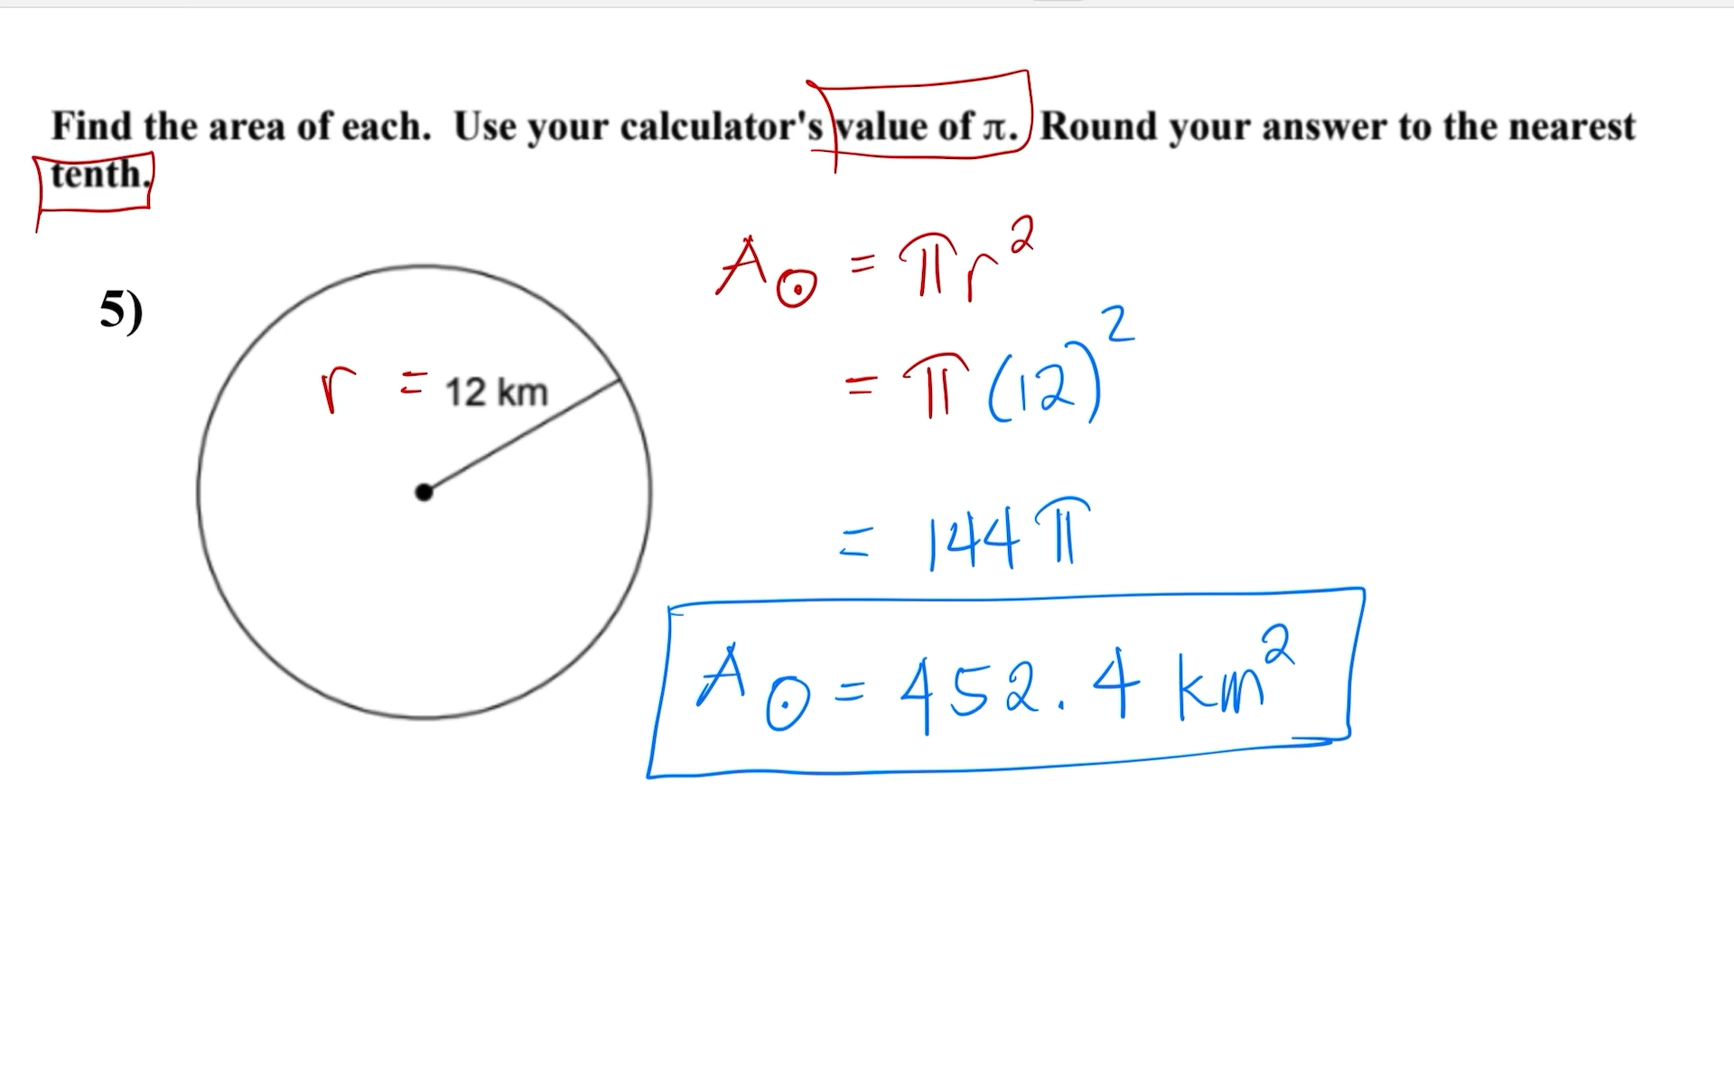 Find the area of each. Use your calculator's value of π. Round your answer to the nearest
tenth.
5)
r = 12 km
A⊙ = πr²
= π(12)²
= 144π
A⊙ = 452.4 km²